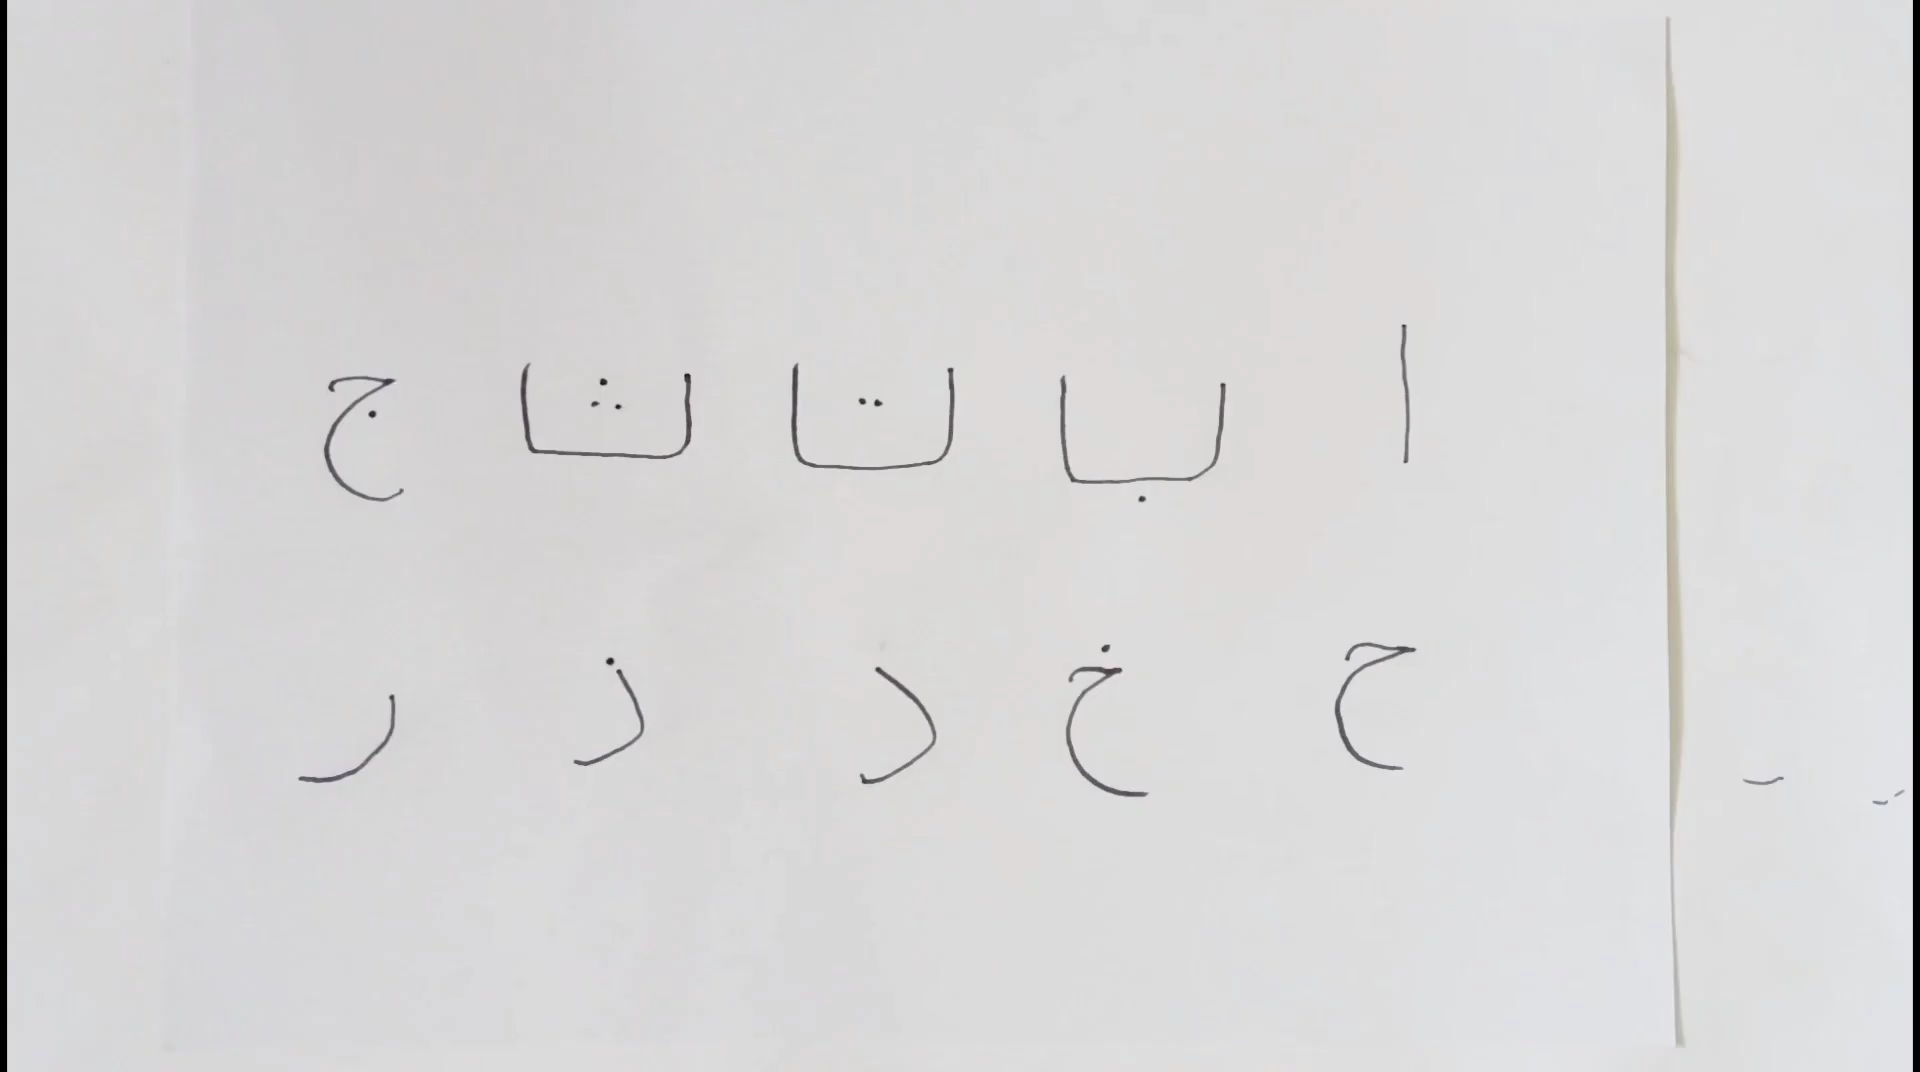 ا ب ت ث ج
ح خ د ذ ر